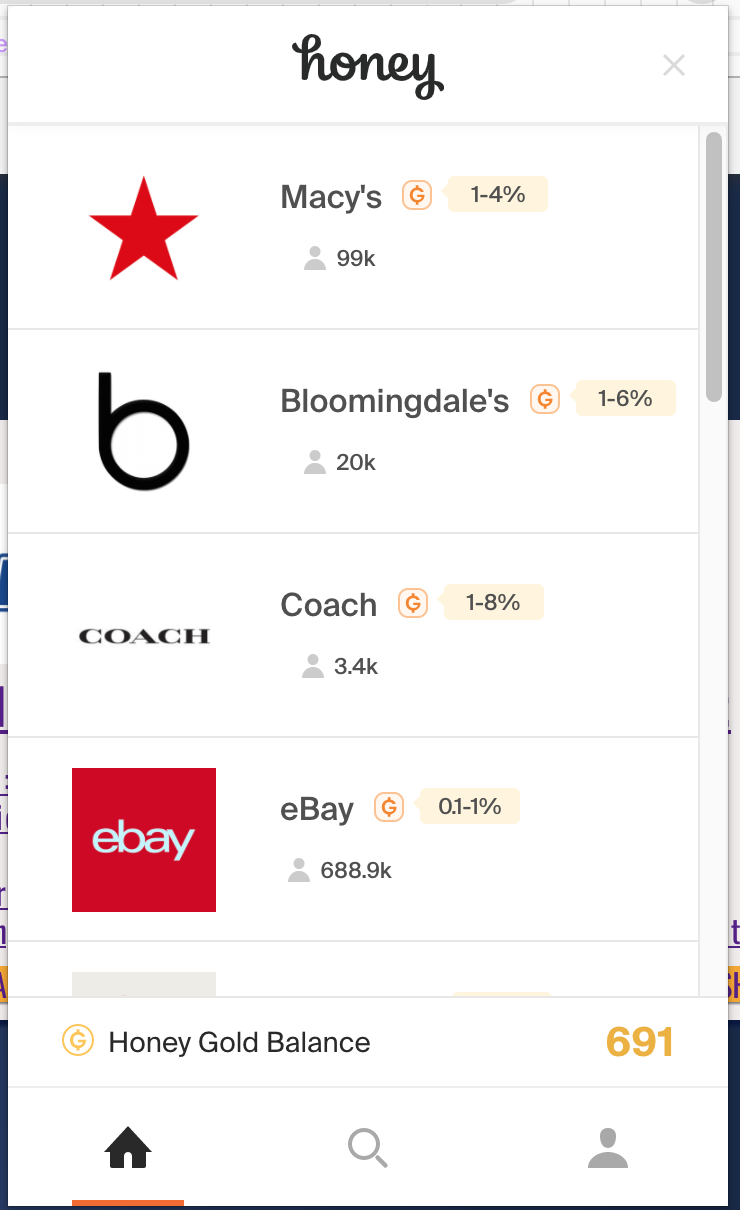 honey
Macy's 1-4%
99k
Bloomingdale's 1-6%
20k
COACH
Coach 1-8%
3.4k
ebay
eBay 0.1-1%
688.9k
Honey Gold Balance 691